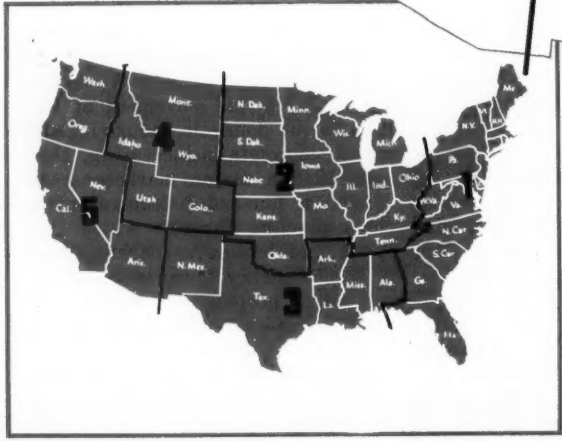 Wash.
Mont.
N. Dak.
Minn.
Me.
Vt.
N.H.
Oreg.
Idaho
4
S. Dak.
Wis.
Mich.
N.Y.
Wyo.
Iowa
Pa.
Nev.
Utah
Colo.
Nebr.
2
Ill.
Ind.
Ohio
W.Va.
1
Va.
Cal.
5
Kans.
Mo.
Ky.
N. Car
Tenn.
S. Car
Ariz.
N. Mex.
Okla.
Ark.
Tex.
3
La.
Miss.
Ala.
Ga.
Fla.